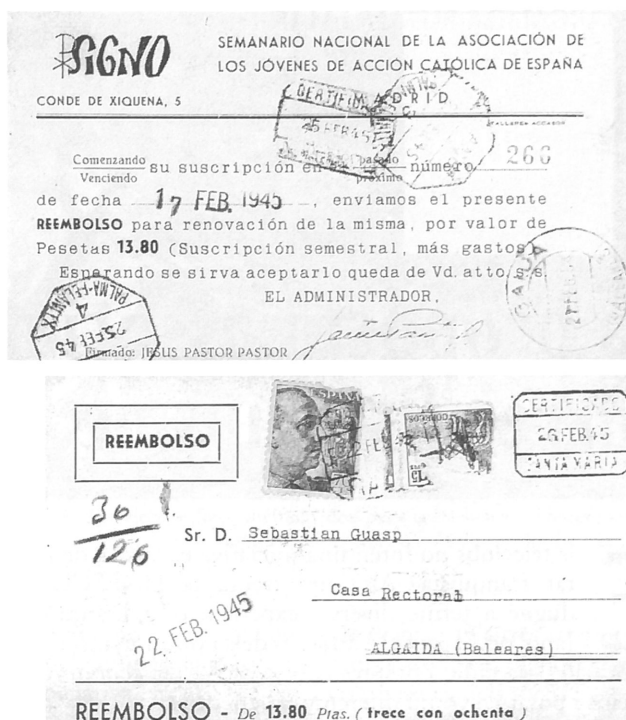 SIGNO
SEMANARIO NACIONAL DE LA ASOCIACIÓN DE
LOS JÓVENES DE ACCIÓN CATÓLICA DE ESPAÑA
CONDE DE XIQUENA, 5
MADRID
25 FEB 45
Comenzando
Venciendo
su suscripción en el
pasado
próximo
número 266
de fecha 17 FEB. 1945, enviamos el presente
REEMBOLSO para renovación de la misma, por valor de
Pesetas 13.80 (Suscripción semestral, más gastos).
Esperando se sirva aceptarlo queda de Vd. atto. s.s.
EL ADMINISTRADOR,
PALMA-FELANITX
4
25 FEB 45
Firmado: JESUS PASTOR PASTOR
REEMBOLSO
ESPAÑA
CORREOS
CERTIFICADO
26 FEB 45
SANTA MARIA
36
126
Sr. D. Sebastian Guasp
Casa Rectoral
22 FEB. 1945
ALGAIDA (Baleares)
REEMBOLSO - De 13.80 Ptas. (trece con ochenta)